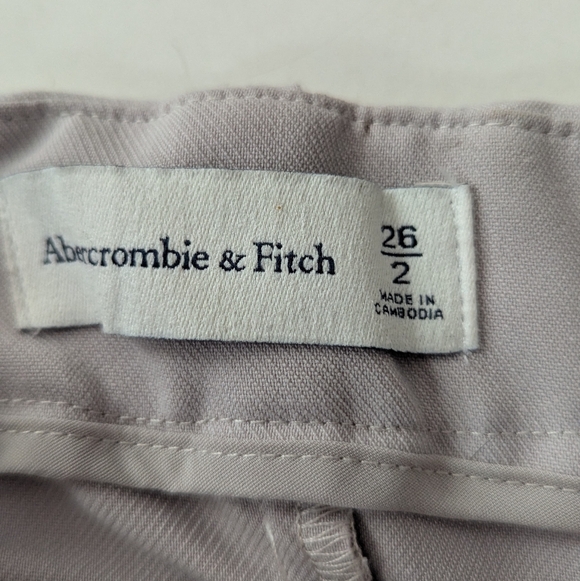 Abercrombie & Fitch
26
2
MADE IN
CAMBODIA